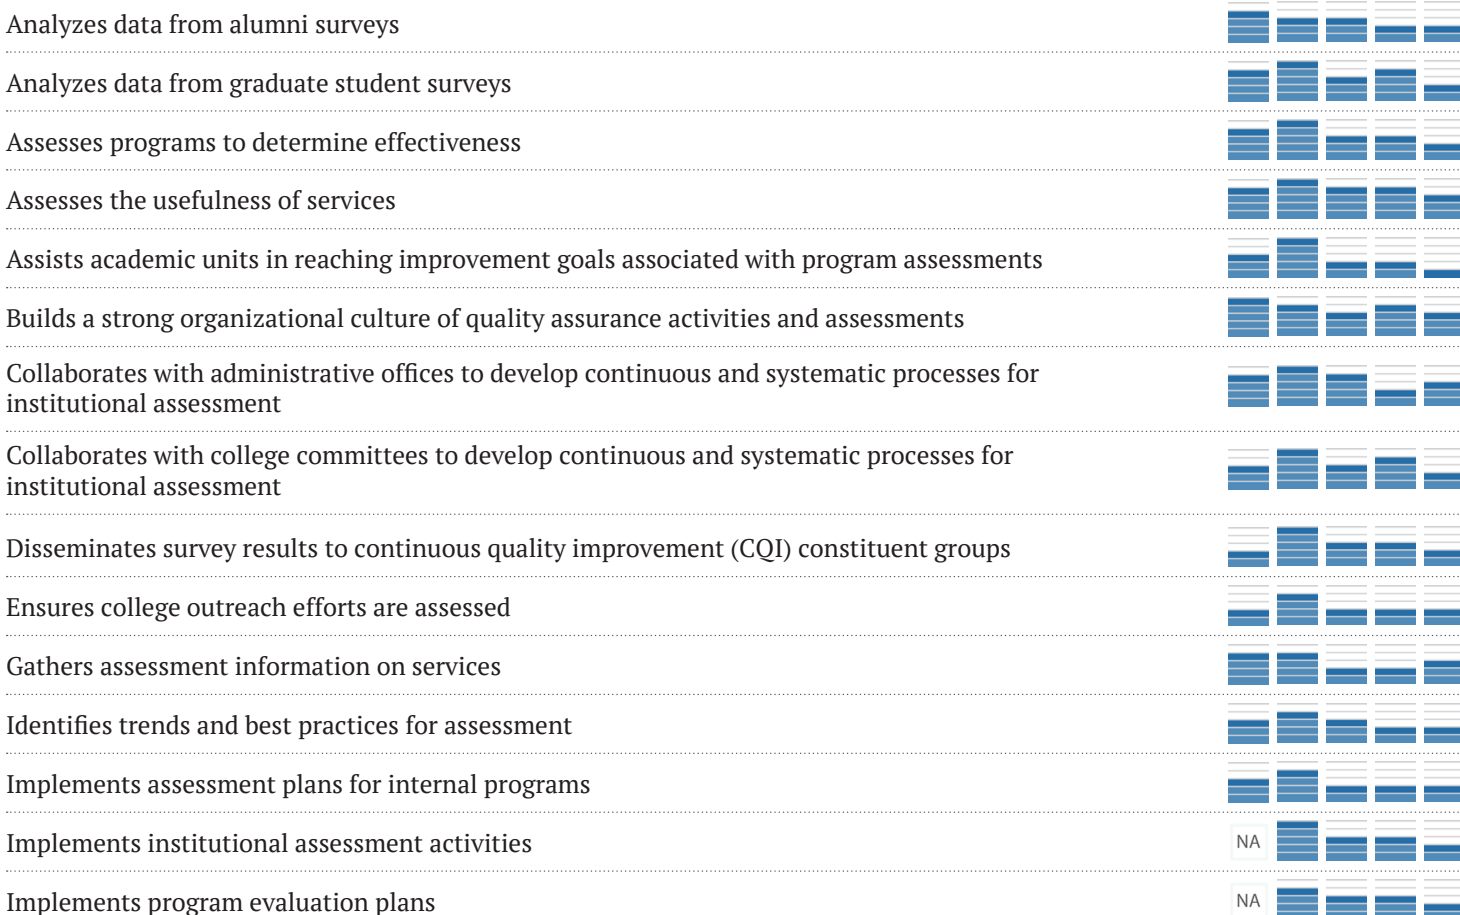 Analyzes data from alumni surveys
Analyzes data from graduate student surveys
Assesses programs to determine effectiveness
Assesses the usefulness of services
Assists academic units in reaching improvement goals associated with program assessments
Builds a strong organizational culture of quality assurance activities and assessments
Collaborates with administrative offices to develop continuous and systematic processes for
institutional assessment
Collaborates with college committees to develop continuous and systematic processes for
institutional assessment
Disseminates survey results to continuous quality improvement (CQI) constituent groups
Ensures college outreach efforts are assessed
Gathers assessment information on services
Identifies trends and best practices for assessment
Implements assessment plans for internal programs
Implements institutional assessment activities NA
Implements program evaluation plans NA